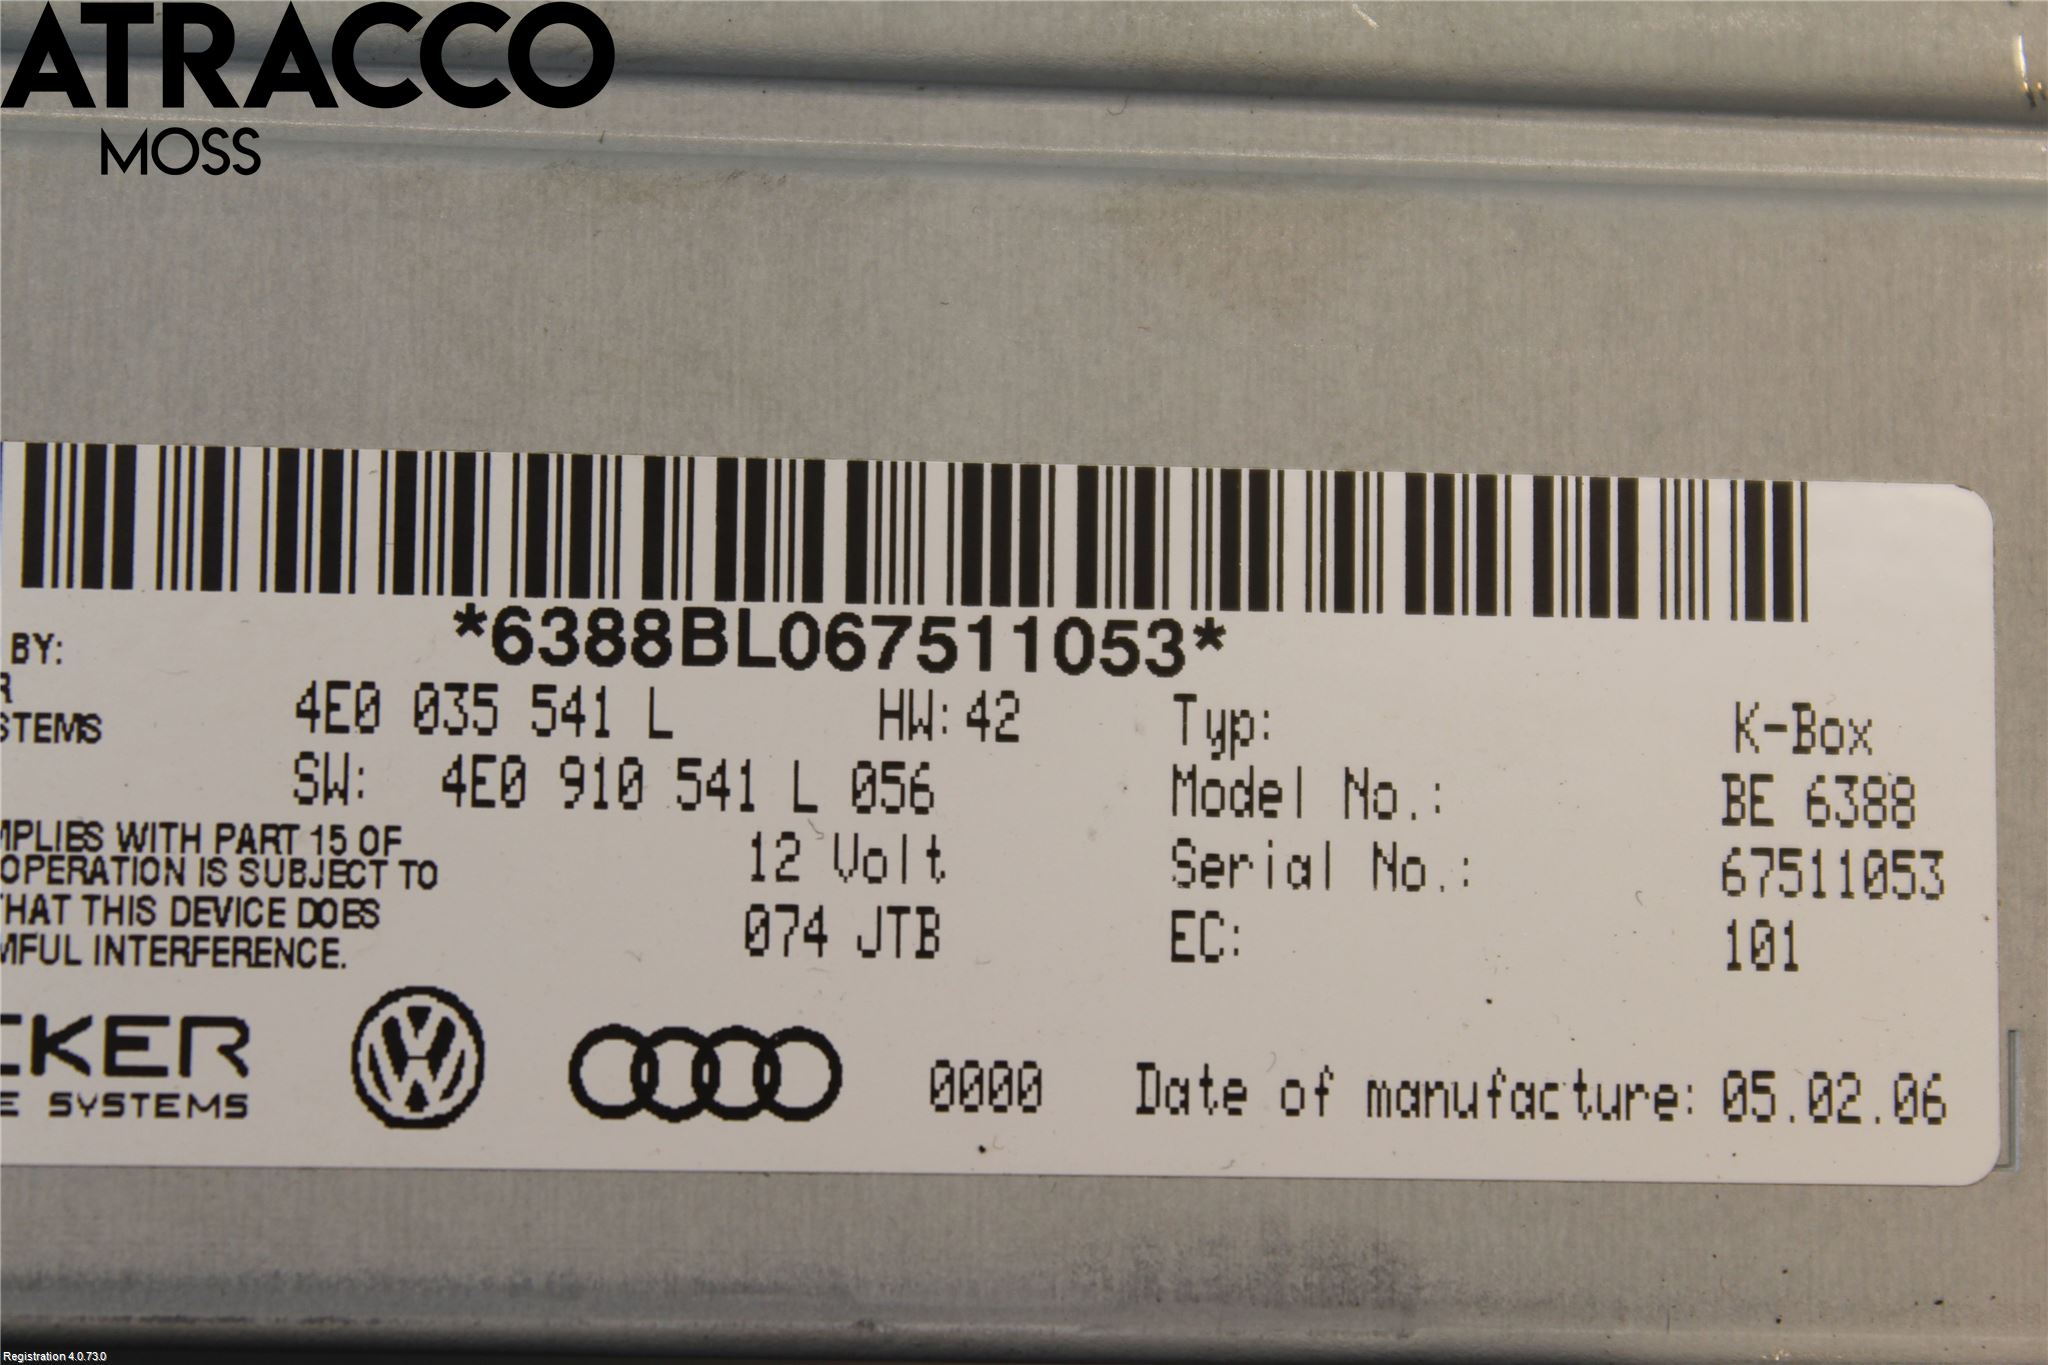 ATRACCO
MOSS
*6388BL067511053*
BY:
R
STEMS
4E0 035 541 L HW: 42
SW: 4E0 910 541 L 056
12 Volt
074 JTB
MPLIES WITH PART 15 OF
OPERATION IS SUBJECT TO
THAT THIS DEVICE DOES
MFUL INTERFERENCE.
Typ: K-Box
Model No.: BE 6388
Serial No.: 67511053
EC: 101
CKER
E SYSTEMS
0000 Date of manufacture: 05.02.06
Registration 4.0.73.0